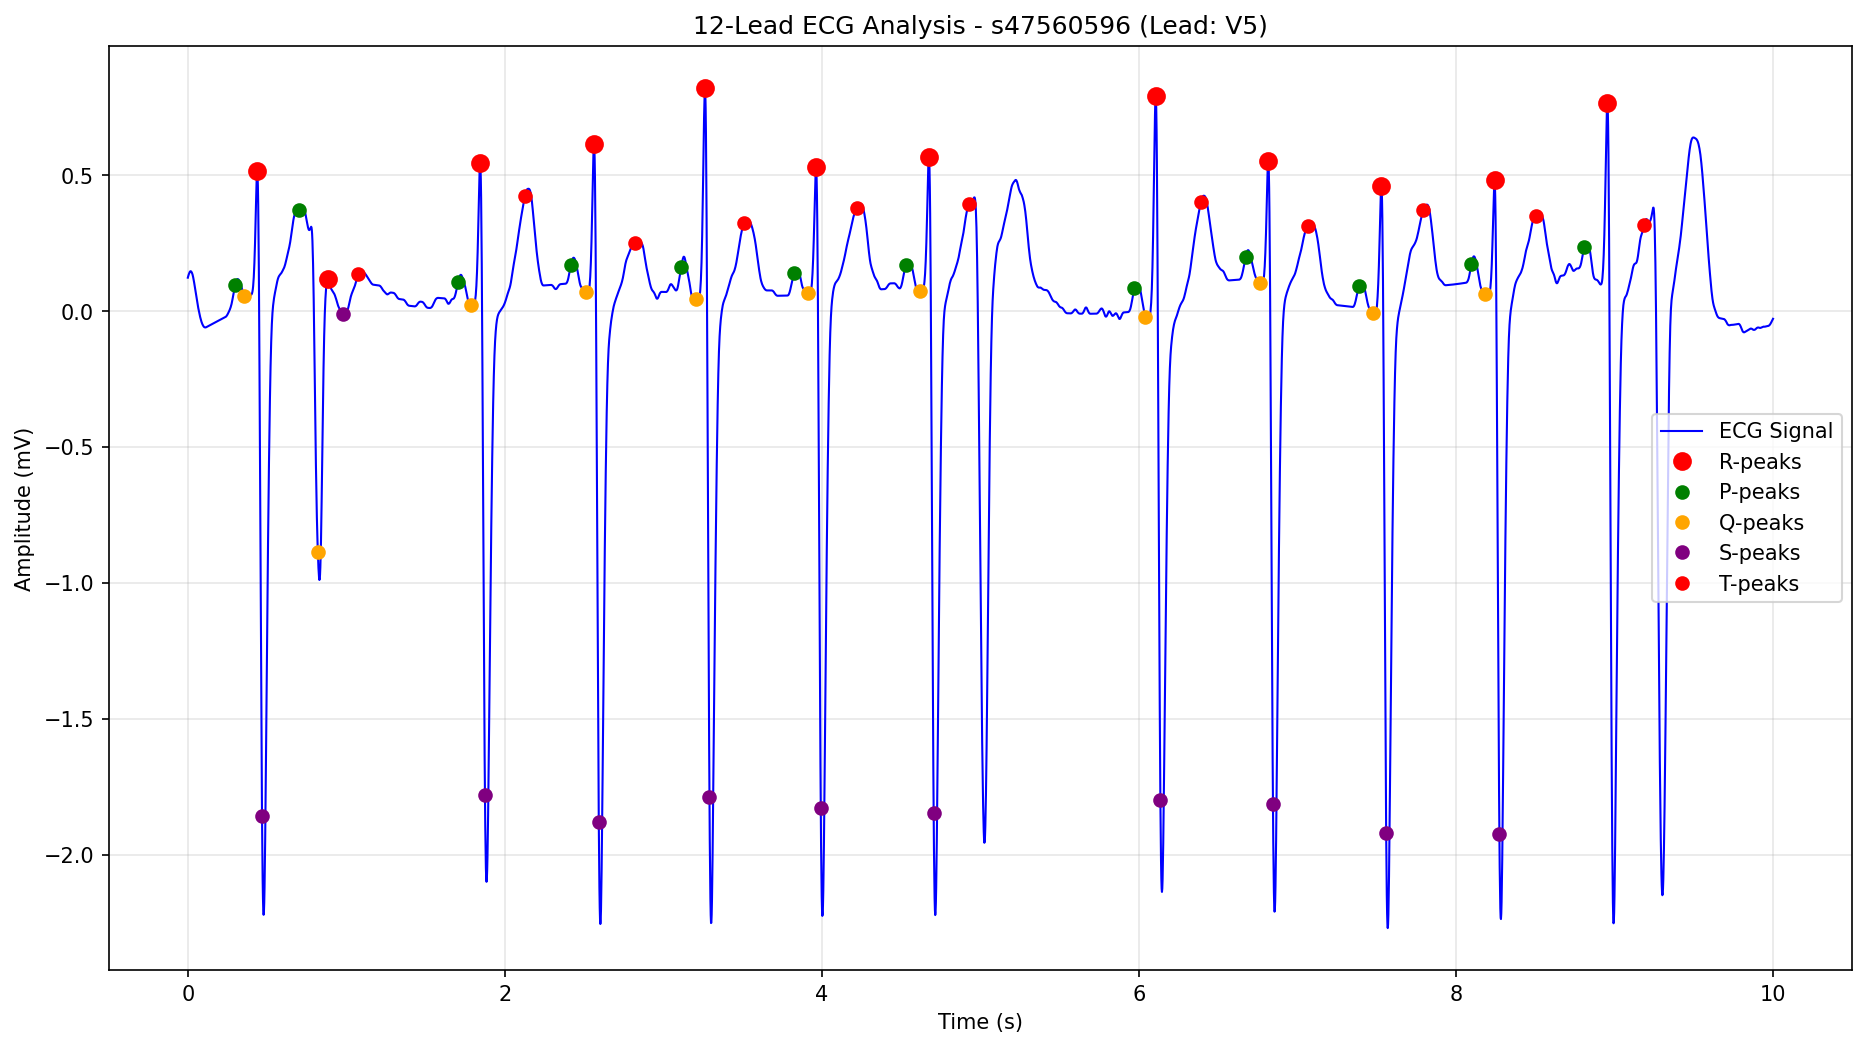 12-Lead ECG Analysis - s47560596 (Lead: V5)
Amplitude (mV)
0.5
0.0
−0.5
−1.0
−1.5
−2.0
ECG Signal
R-peaks
P-peaks
Q-peaks
S-peaks
T-peaks
0 2 4 6 8 10
Time (s)